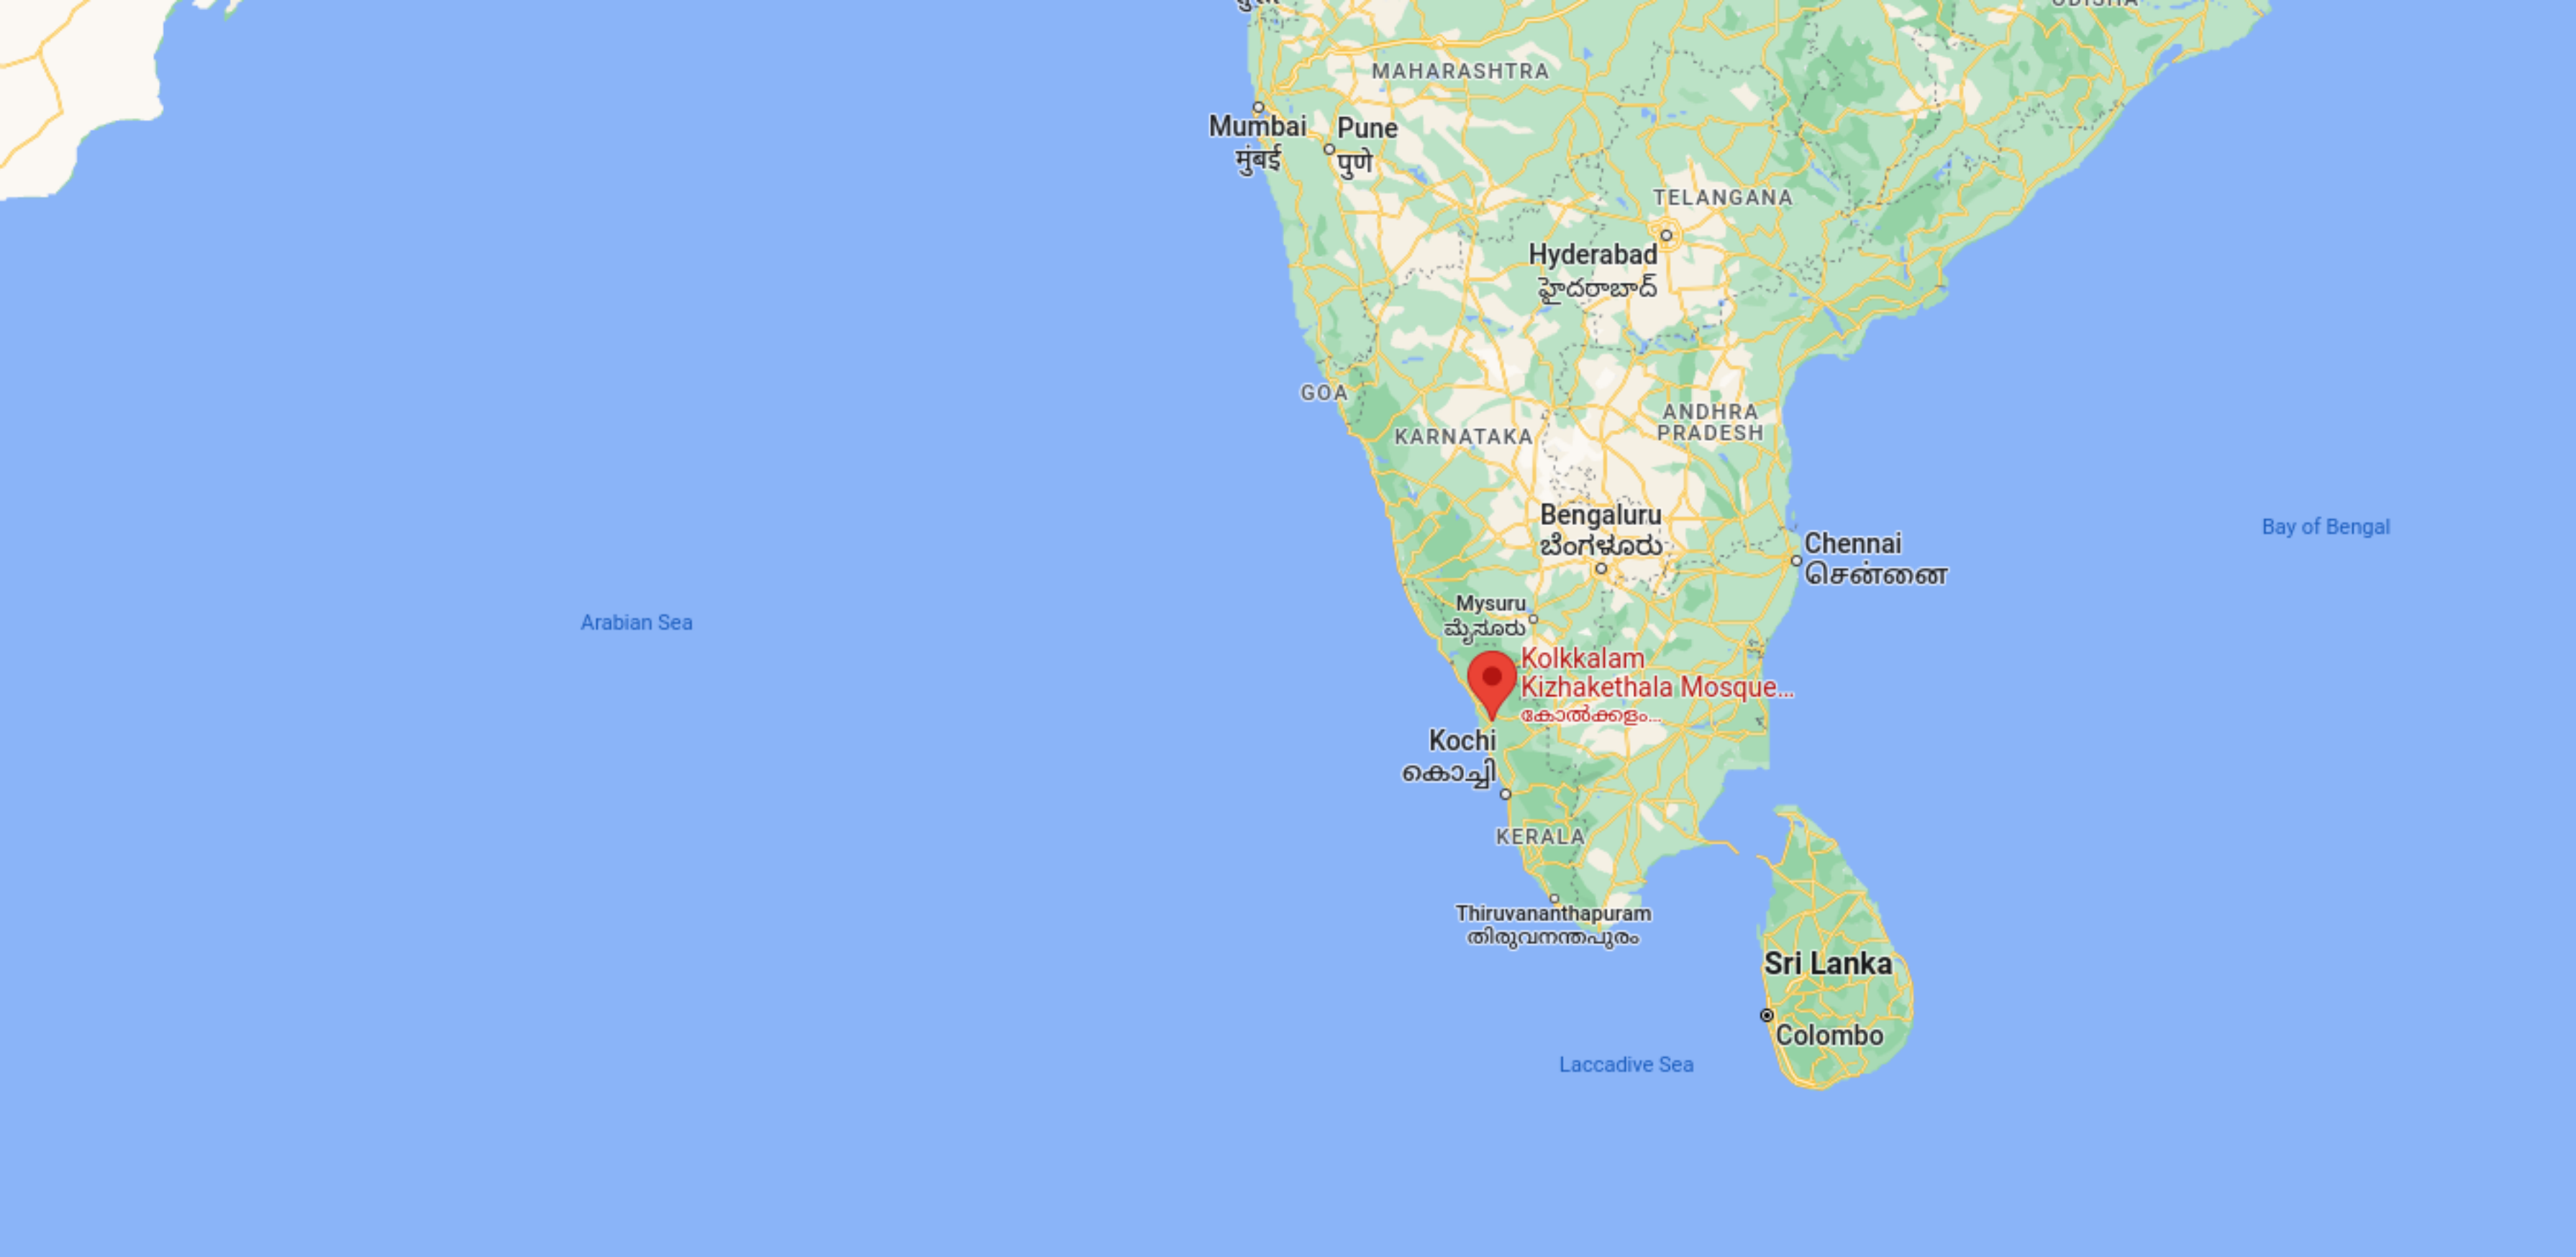 ODISHA
MAHARASHTRA
Mumbai
मुंबई
Pune
पुणे
TELANGANA
Hyderabad
హైదరాబాద్
GOA
KARNATAKA
ANDHRA
PRADESH
Bengaluru
ಬೆಂಗಳೂರು
Chennai
சென்னை
Bay of Bengal
Arabian Sea
Mysuru
ಮೈಸೂರು
Kolkkalam
Kizhakethala Mosque...
കോൽക്കളം...
Kochi
കൊച്ചി
KERALA
Thiruvananthapuram
തിരുവനന്തപുരം
Sri Lanka
Colombo
Laccadive Sea